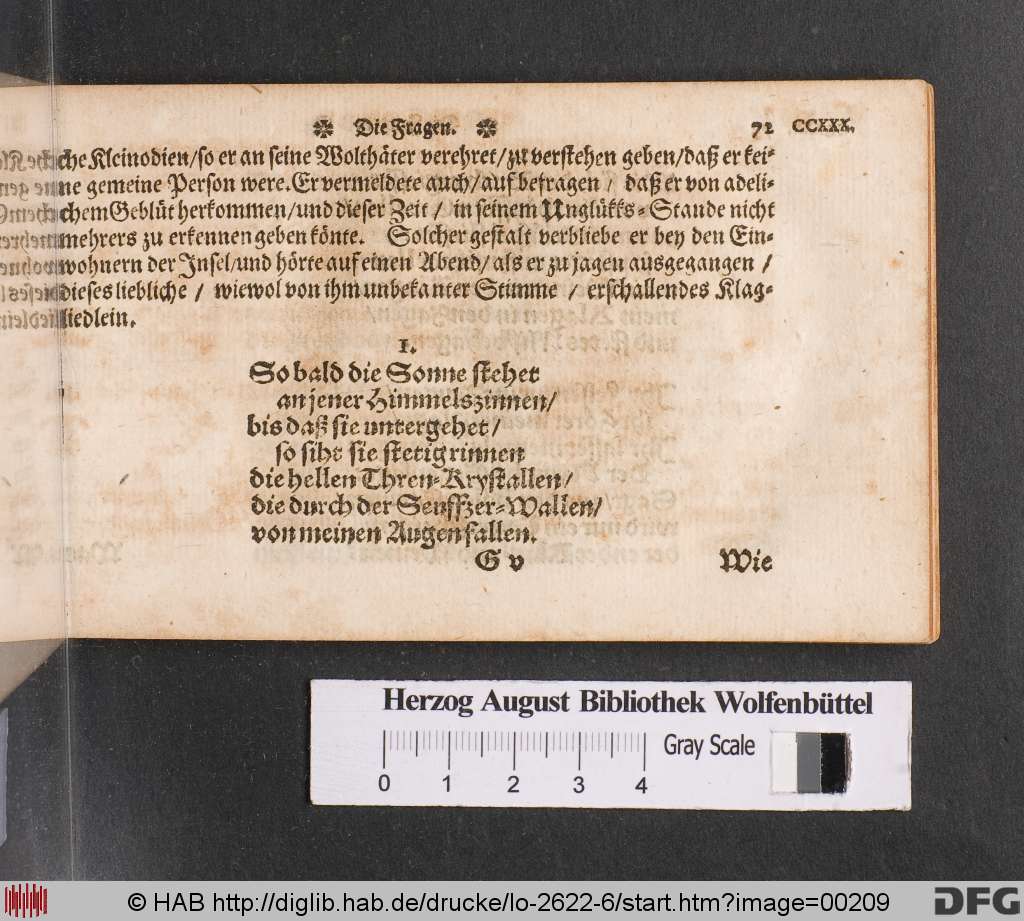 ❉ Die Fragen. ❉ 72 CCXXX.
che Kleinodien/so er an seine Wolthäter verehret/zu verstehen geben/daß er kei-
ne gemeine Person were. Er vermeldete auch/auf befragen / daß er von adeli-
chem Geblüt herkommen/und dieser Zeit / in seinem Unglükks-Stande nicht
mehrers zu erkennen geben könte. Solcher gestalt verbliebe er bey den Ein-
wohnern der Insel/und hörte auf einen Abend/als er zu jagen ausgegangen /
dieses liebliche / wiewol von ihm unbekanter Stimme / erschallendes Klag-
liedlein.
1.
So bald die Sonne stehet
an jener Himmelszinnen/
bis daß sie untergehet/
so siht sie stetig rinnen
die hellen Thren-Krystallen/
die durch der Seuffzer-Wallen/
von meinen Augen fallen.
G v Wie
Herzog August Bibliothek Wolfenbüttel
Gray Scale
0 1 2 3 4
© HAB http://diglib.hab.de/drucke/lo-2622-6/start.htm?image=00209
DFG